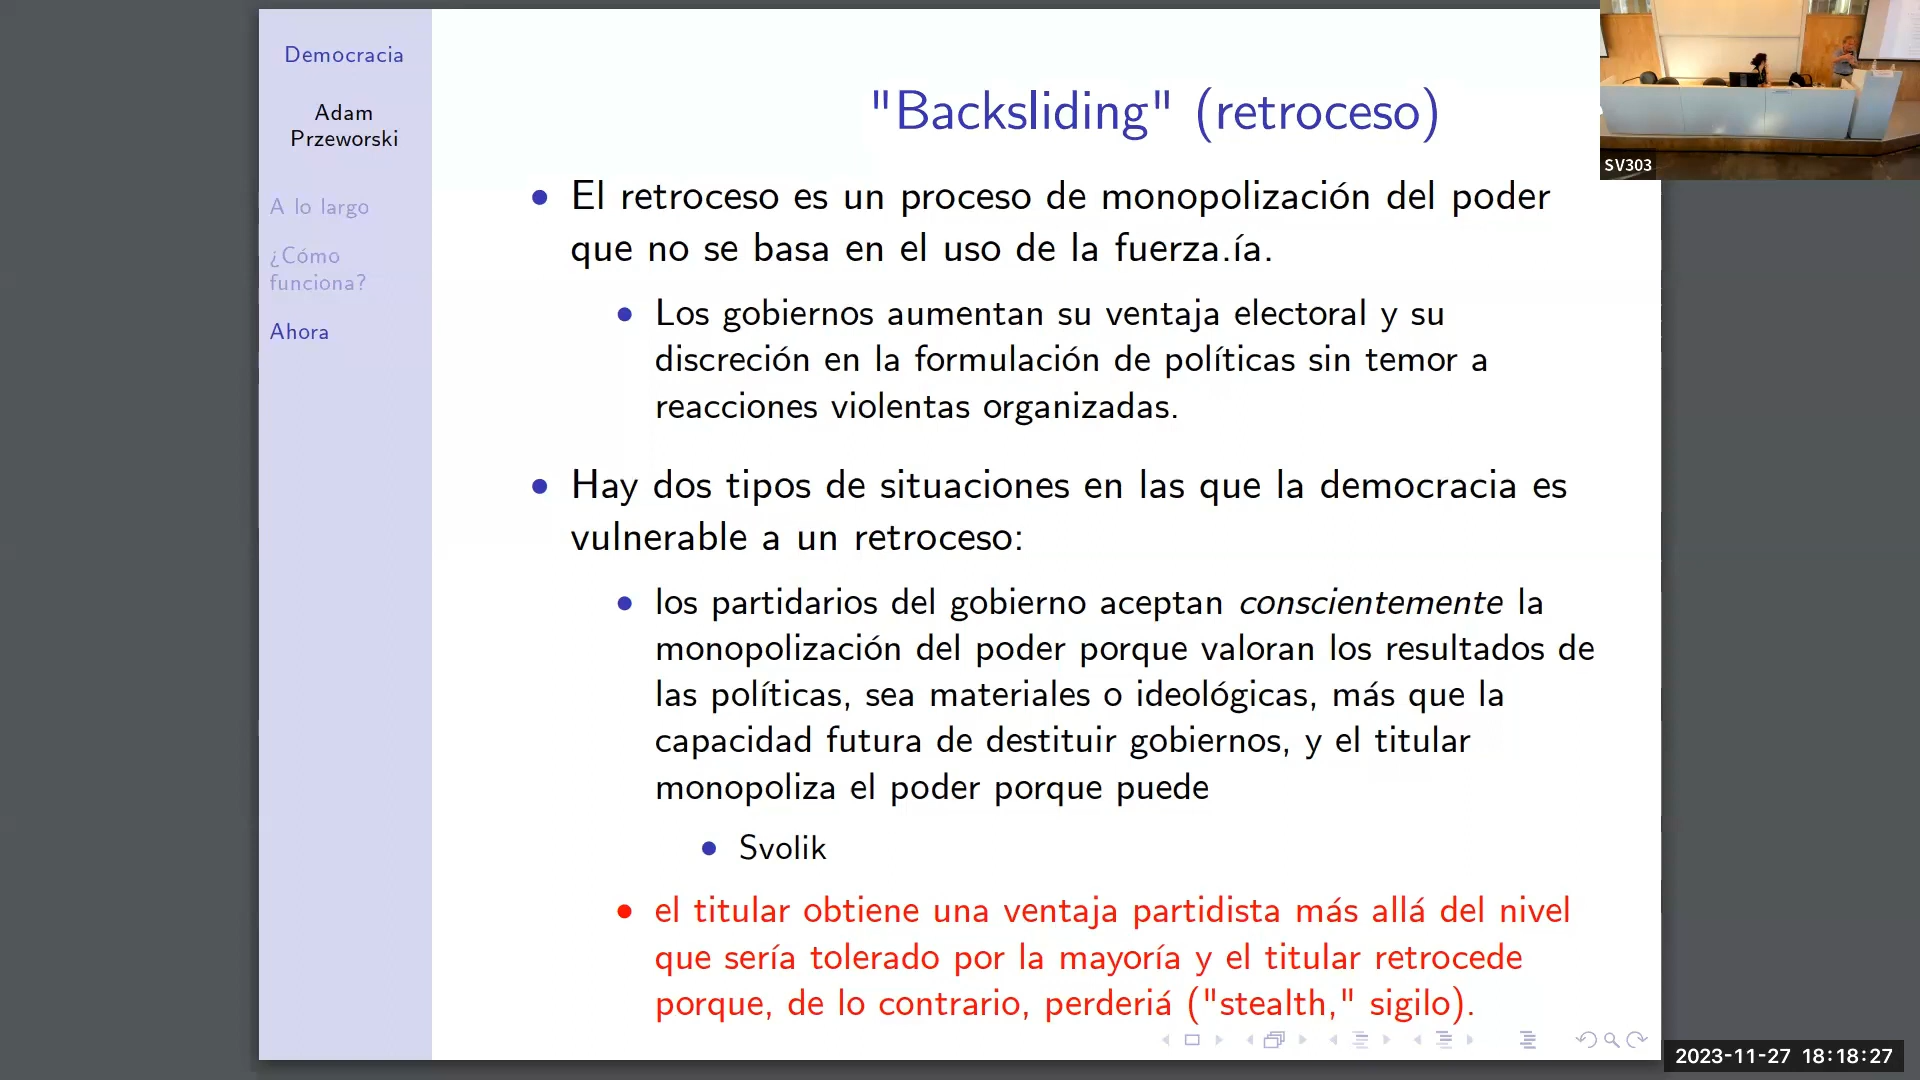 Democracia
Adam
Przeworski
A lo largo
¿Cómo
funciona?
Ahora
"Backsliding" (retroceso)
El retroceso es un proceso de monopolización del poder
que no se basa en el uso de la fuerza.ía.
Los gobiernos aumentan su ventaja electoral y su
discreción en la formulación de políticas sin temor a
reacciones violentas organizadas.
Hay dos tipos de situaciones en las que la democracia es
vulnerable a un retroceso:
los partidarios del gobierno aceptan conscientemente la
monopolización del poder porque valoran los resultados de
las políticas, sea materiales o ideológicas, más que la
capacidad futura de destituir gobiernos, y el titular
monopoliza el poder porque puede
Svolik
el titular obtiene una ventaja partidista más allá del nivel
que sería tolerado por la mayoría y el titular retrocede
porque, de lo contrario, perderiá ("stealth," sigilo).
SV303
2023-11-27 18:18:27